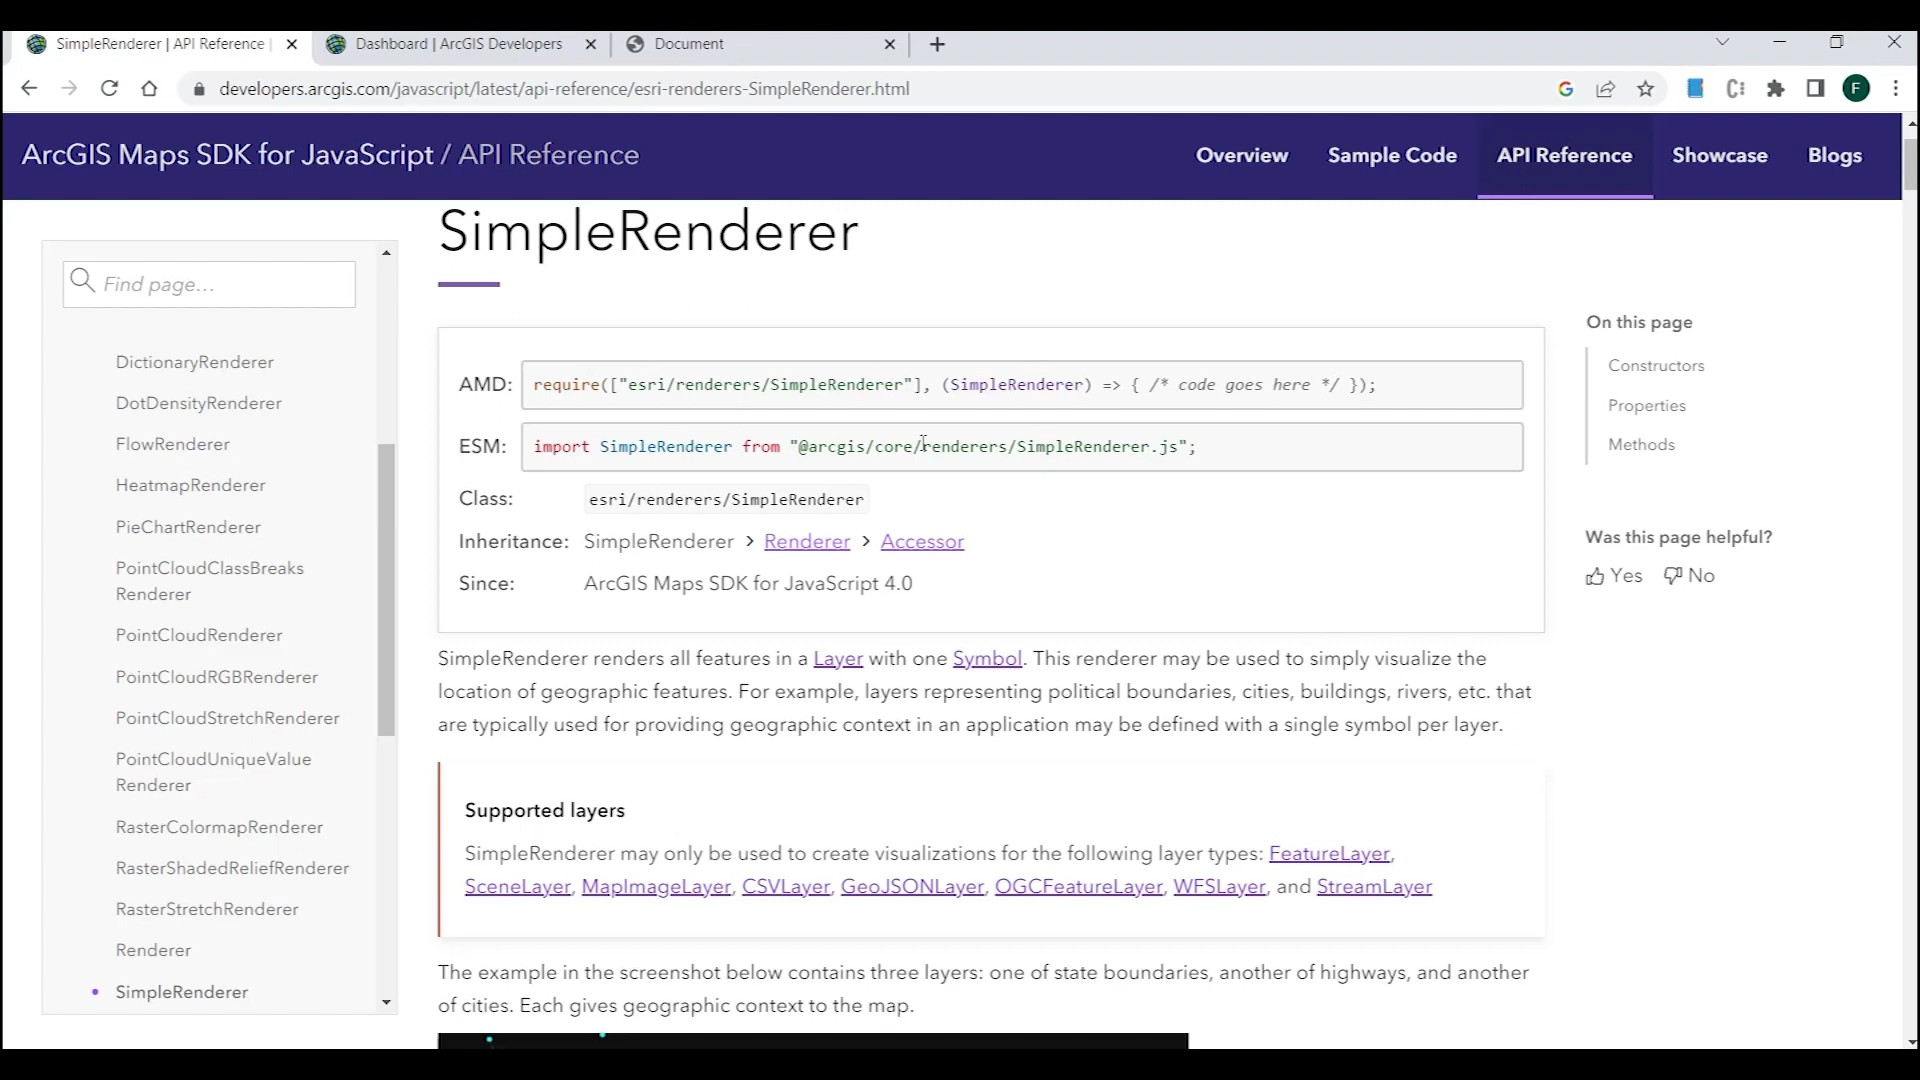 SimpleRenderer | API Reference |
Dashboard | ArcGIS Developers
Document
developers.arcgis.com/javascript/latest/api-reference/esri-renderers-SimpleRenderer.html
F
ArcGIS Maps SDK for JavaScript / API Reference
Overview
Sample Code
API Reference
Showcase
Blogs
Find page...
DictionaryRenderer
DotDensityRenderer
FlowRenderer
HeatmapRenderer
PieChartRenderer
PointCloudClassBreaks
Renderer
PointCloudRenderer
PointCloudRGBRenderer
PointCloudStretchRenderer
PointCloudUniqueValue
Renderer
RasterColormapRenderer
RasterShadedReliefRenderer
RasterStretchRenderer
Renderer
SimpleRenderer
SimpleRenderer
AMD: require(["esri/renderers/SimpleRenderer"], (SimpleRenderer) => { /* code goes here */ });
ESM: import SimpleRenderer from "@arcgis/core/renderers/SimpleRenderer.js";
Class: esri/renderers/SimpleRenderer
Inheritance: SimpleRenderer > Renderer > Accessor
Since: ArcGIS Maps SDK for JavaScript 4.0
SimpleRenderer renders all features in a Layer with one Symbol. This renderer may be used to simply visualize the
location of geographic features. For example, layers representing political boundaries, cities, buildings, rivers, etc. that
are typically used for providing geographic context in an application may be defined with a single symbol per layer.
Supported layers
SimpleRenderer may only be used to create visualizations for the following layer types: FeatureLayer,
SceneLayer, MapImageLayer, CSVLayer, GeoJSONLayer, OGCFeatureLayer, WFSLayer, and StreamLayer
The example in the screenshot below contains three layers: one of state boundaries, another of highways, and another
of cities. Each gives geographic context to the map.
On this page
Constructors
Properties
Methods
Was this page helpful?
Yes No